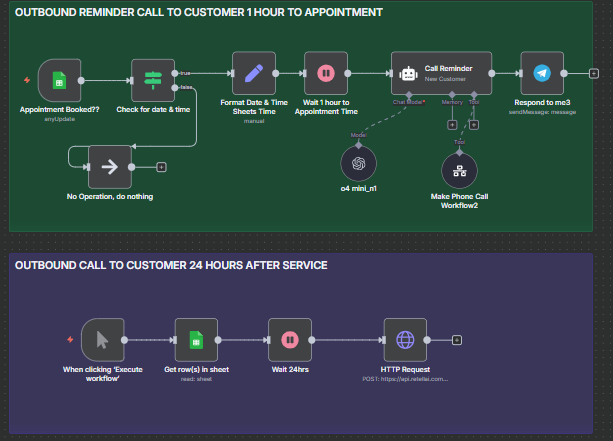 OUTBOUND REMINDER CALL TO CUSTOMER 1 HOUR TO APPOINTMENT
true
false
Appointment Booked??
anyUpdate
Check for date & time
Format Date & Time
Sheets Time
manual
Wait 1 hour to
Appointment Time
Call Reminder
New Customer
Chat Model*
Memory
Tool
Respond to me3
sendMessage: message
No Operation, do nothing
Model
o4 mini_n1
Tool
Make Phone Call
Workflow2
OUTBOUND CALL TO CUSTOMER 24 HOURS AFTER SERVICE
When clicking ‘Execute
workflow’
Get row(s) in sheet
read: sheet
Wait 24hrs
HTTP Request
POST: https://api.retellai.com...